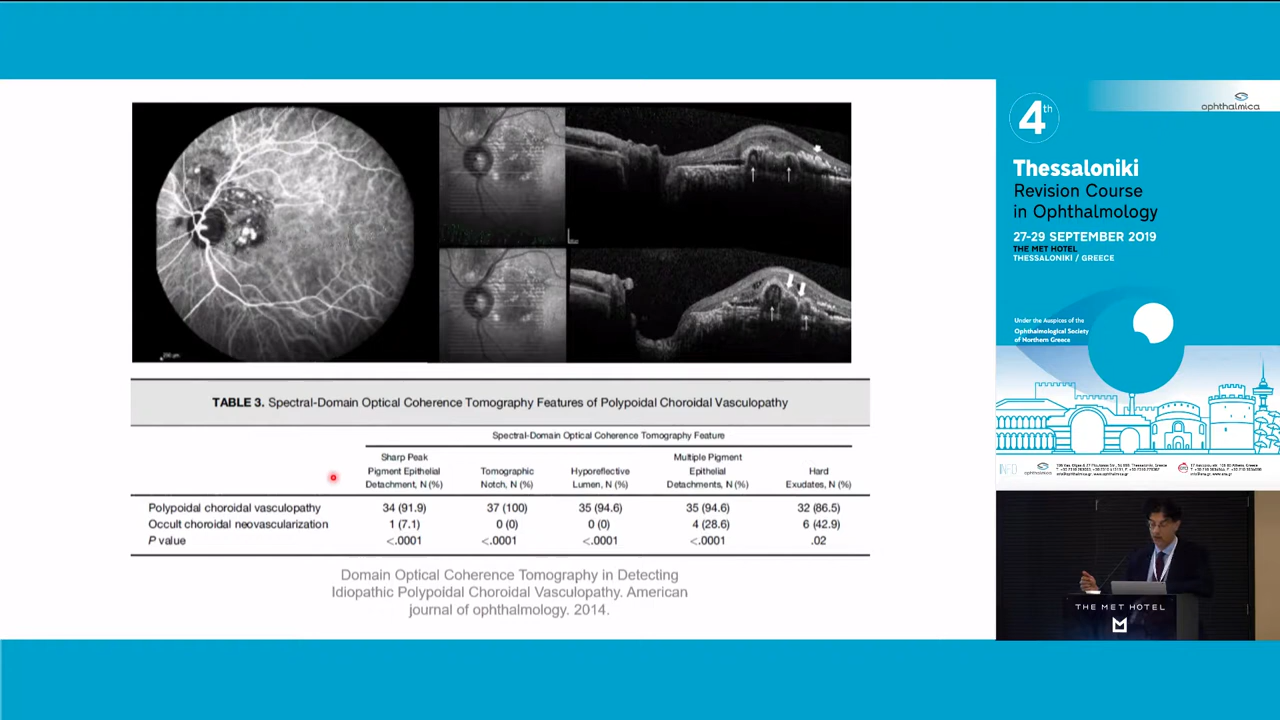 TABLE 3. Spectral-Domain Optical Coherence Tomography Features of Polypoidal Choroidal Vasculopathy
Spectral-Domain Optical Coherence Tomography Feature
Sharp Peak Pigment Epithelial Detachment, N (%)
Tomographic Notch, N (%)
Hyporeflective Lumen, N (%)
Multiple Pigment Epithelial Detachments, N (%)
Hard Exudates, N (%)
Polypoidal choroidal vasculopathy 34 (91.9) 37 (100) 35 (94.6) 35 (94.6) 32 (86.5)
Occult choroidal neovascularization 1 (7.1) 0 (0) 0 (0) 4 (28.6) 6 (42.9)
P value <.0001 <.0001 <.0001 <.0001 .02
Domain Optical Coherence Tomography in Detecting
Idiopathic Polypoidal Choroidal Vasculopathy. American
journal of ophthalmology. 2014.
ophthalmica
4th
Thessaloniki
Revision Course
in Ophthalmology
27-29 SEPTEMBER 2019
THE MET HOTEL
THESSALONIKI / GREECE
Under the Auspices of the
Ophthalmological Society
of Northern Greece
INFO
ophthalmica
THE MET HOTEL